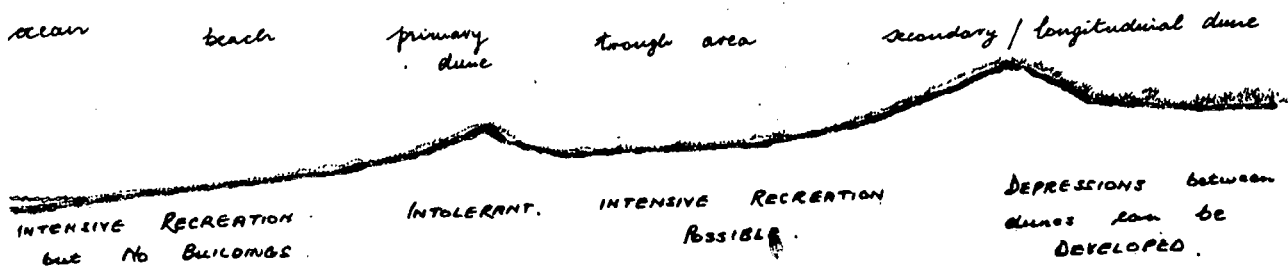 ocean
beach
primary
dune
trough area
secondary / longitudinal dune
INTENSIVE RECREATION
but NO BUILDINGS
INTOLERANT.
INTENSIVE RECREATION
POSSIBLE.
DEPRESSIONS between
dunes can be
DEVELOPED.